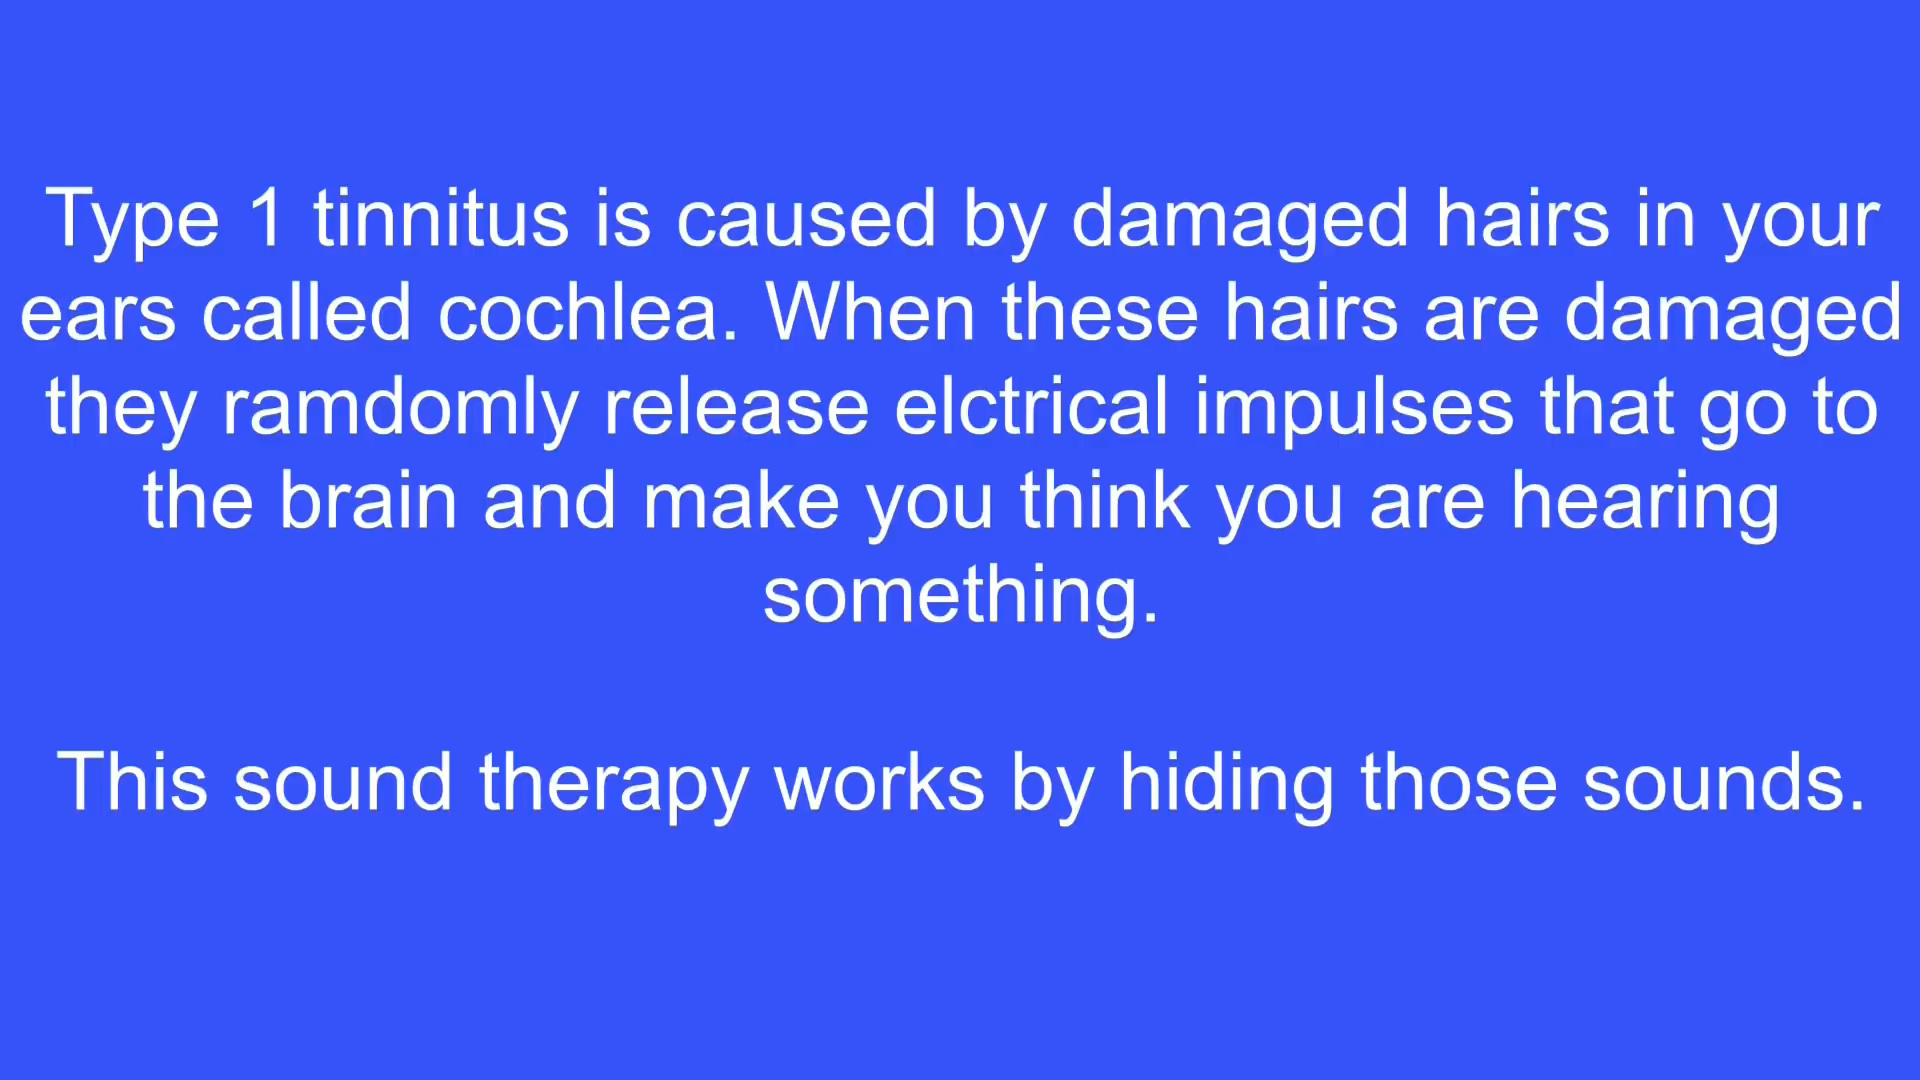 Type 1 tinnitus is caused by damaged hairs in your
ears called cochlea. When these hairs are damaged
they ramdomly release elctrical impulses that go to
the brain and make you think you are hearing
something.
This sound therapy works by hiding those sounds.